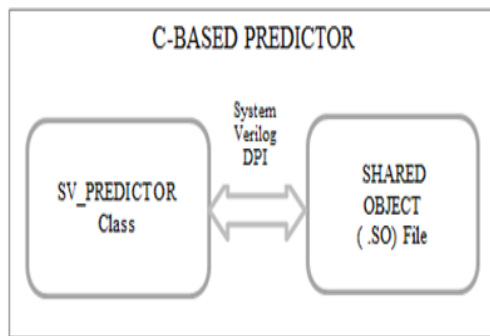 C-BASED PREDICTOR
System
Verilog
DPI
SV_PREDICTOR
Class
SHARED
OBJECT
( .SO) File